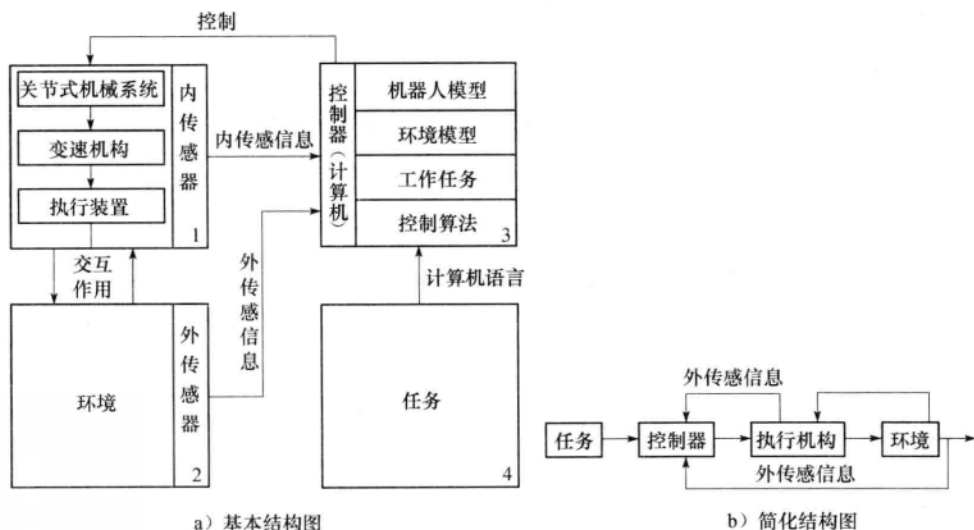 控制
关节式机械系统
变速机构
执行装置
内传感器
1
内传感信息
控制器(计算机)
机器人模型
环境模型
工作任务
控制算法
3
交互
作用
外传感信息
计算机语言
环境
外传感器
2
任务
4
a)基本结构图
外传感信息
任务
控制器
执行机构
环境
外传感信息
b)简化结构图